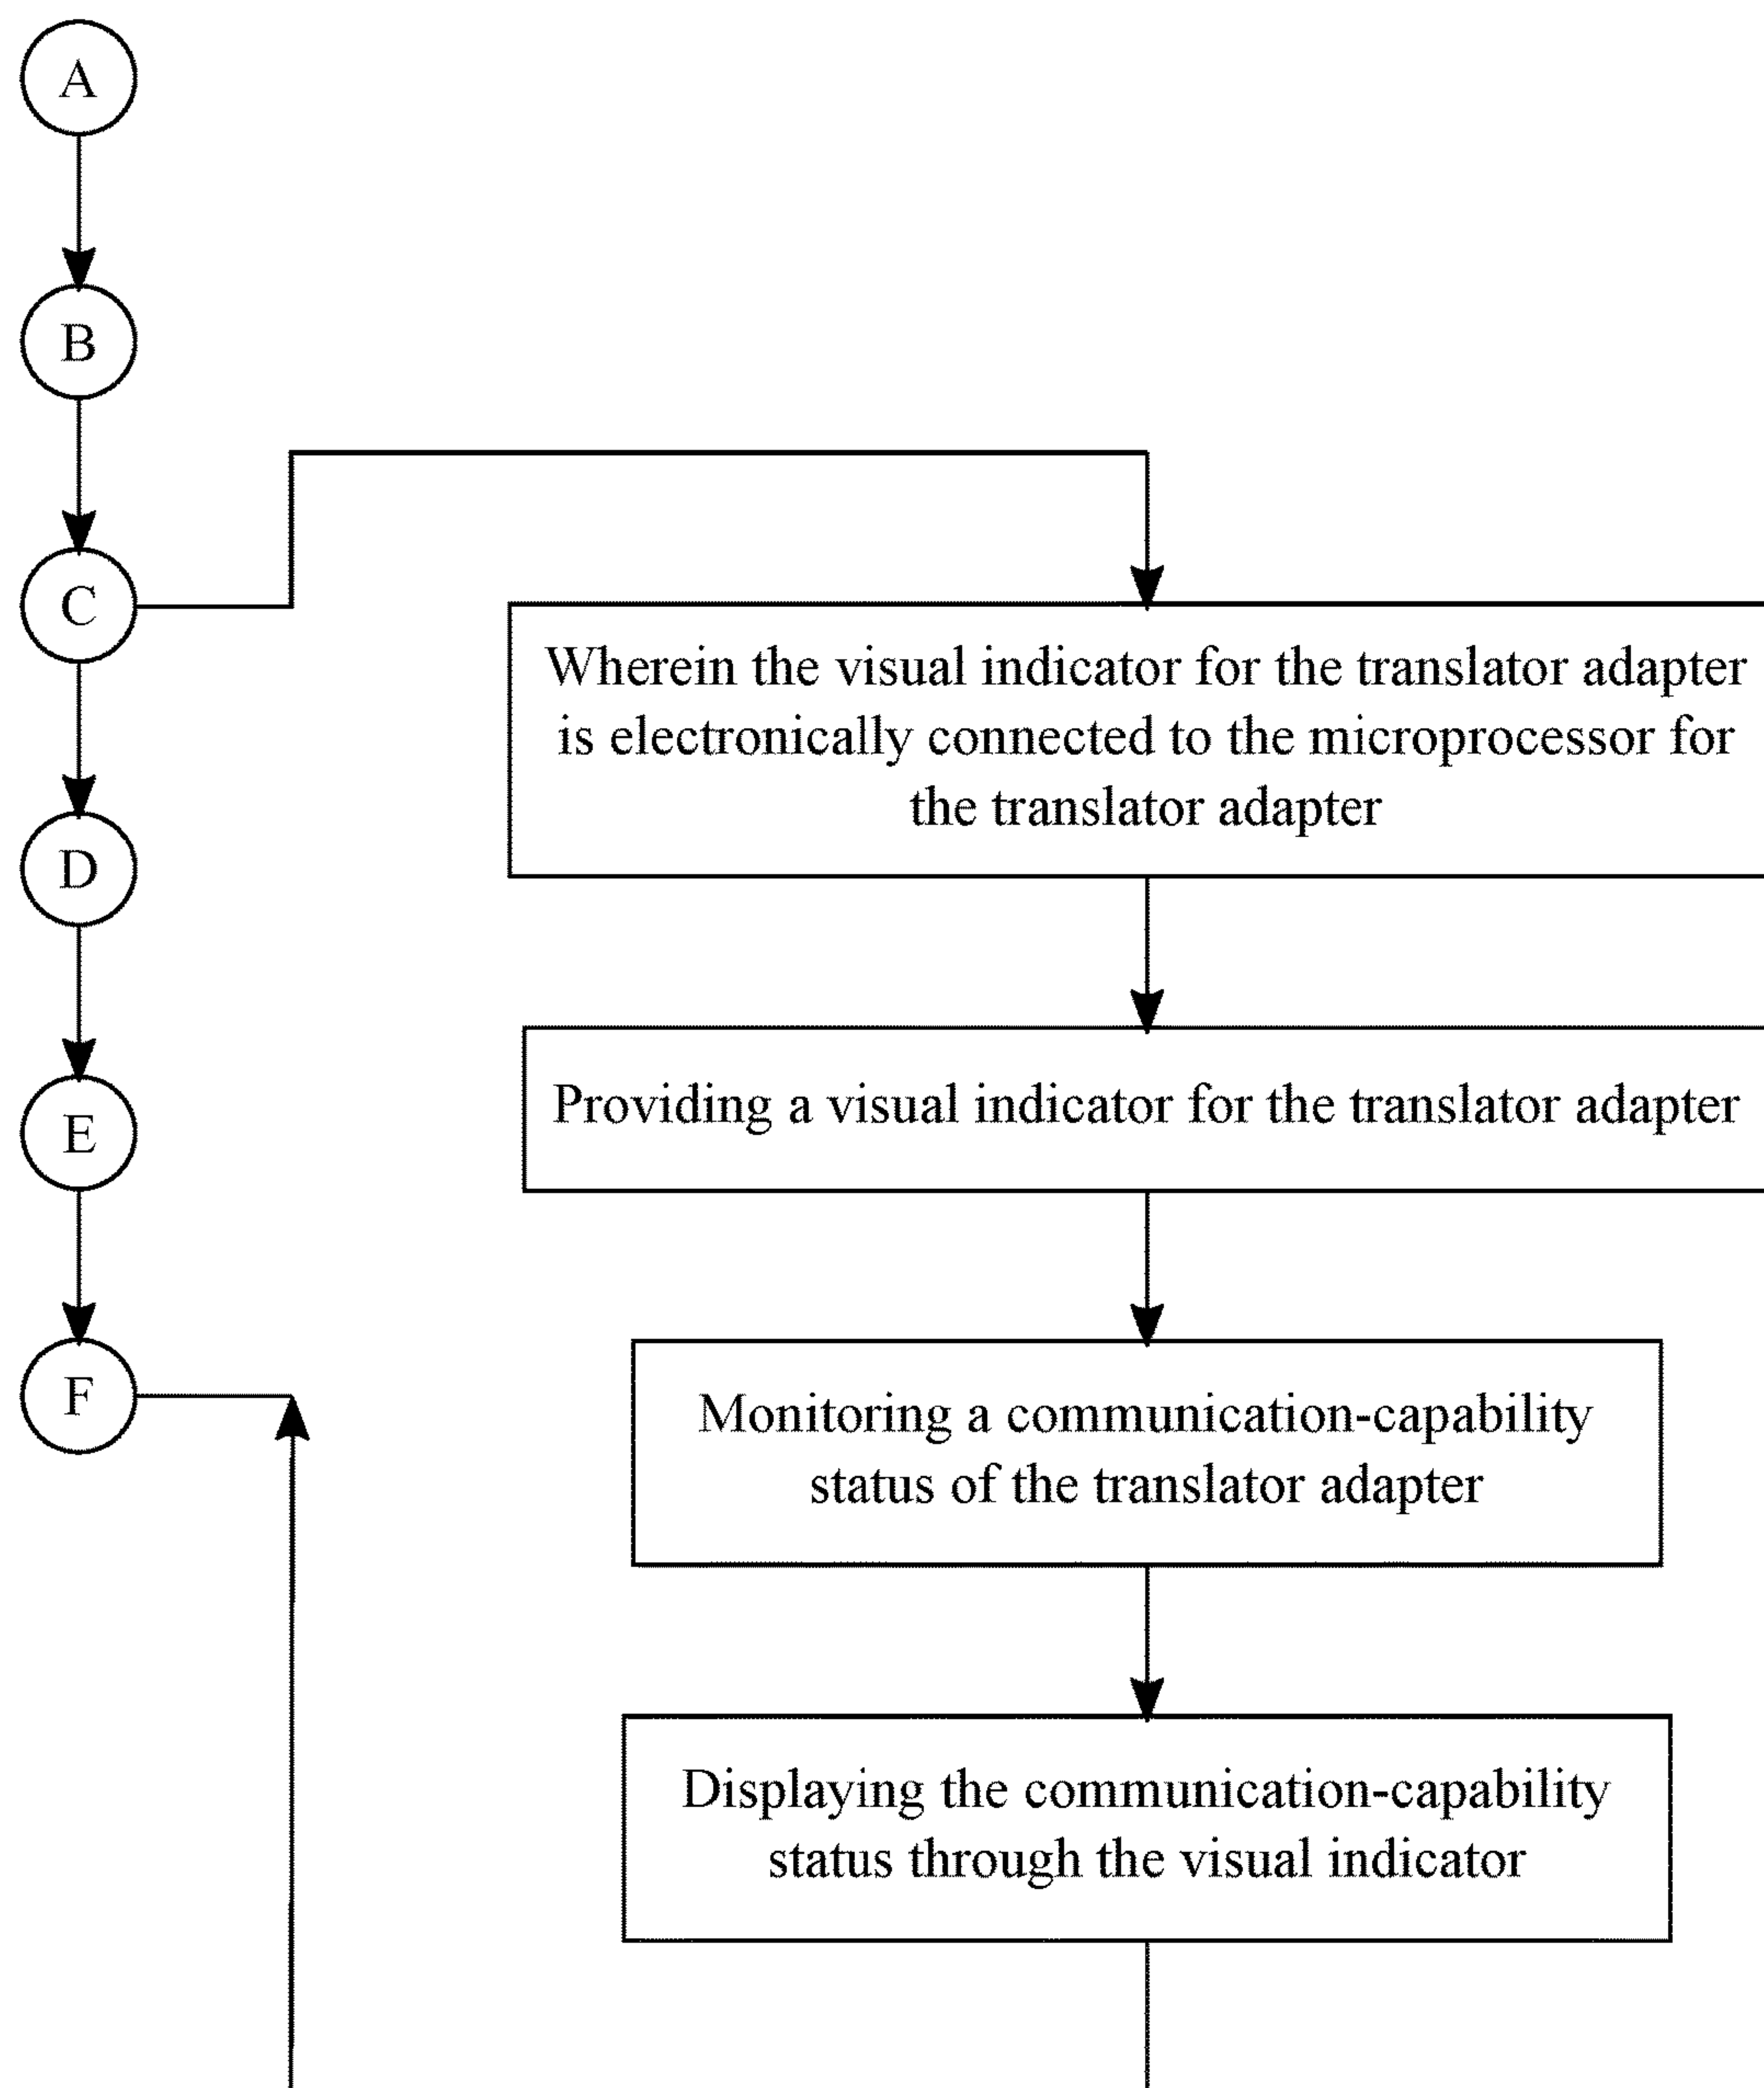 A
B
C
Wherein the visual indicator for the translator adapter
is electronically connected to the microprocessor for
the translator adapter
D
Providing a visual indicator for the translator adapter
E
Monitoring a communication-capability
status of the translator adapter
F
Displaying the communication-capability
status through the visual indicator